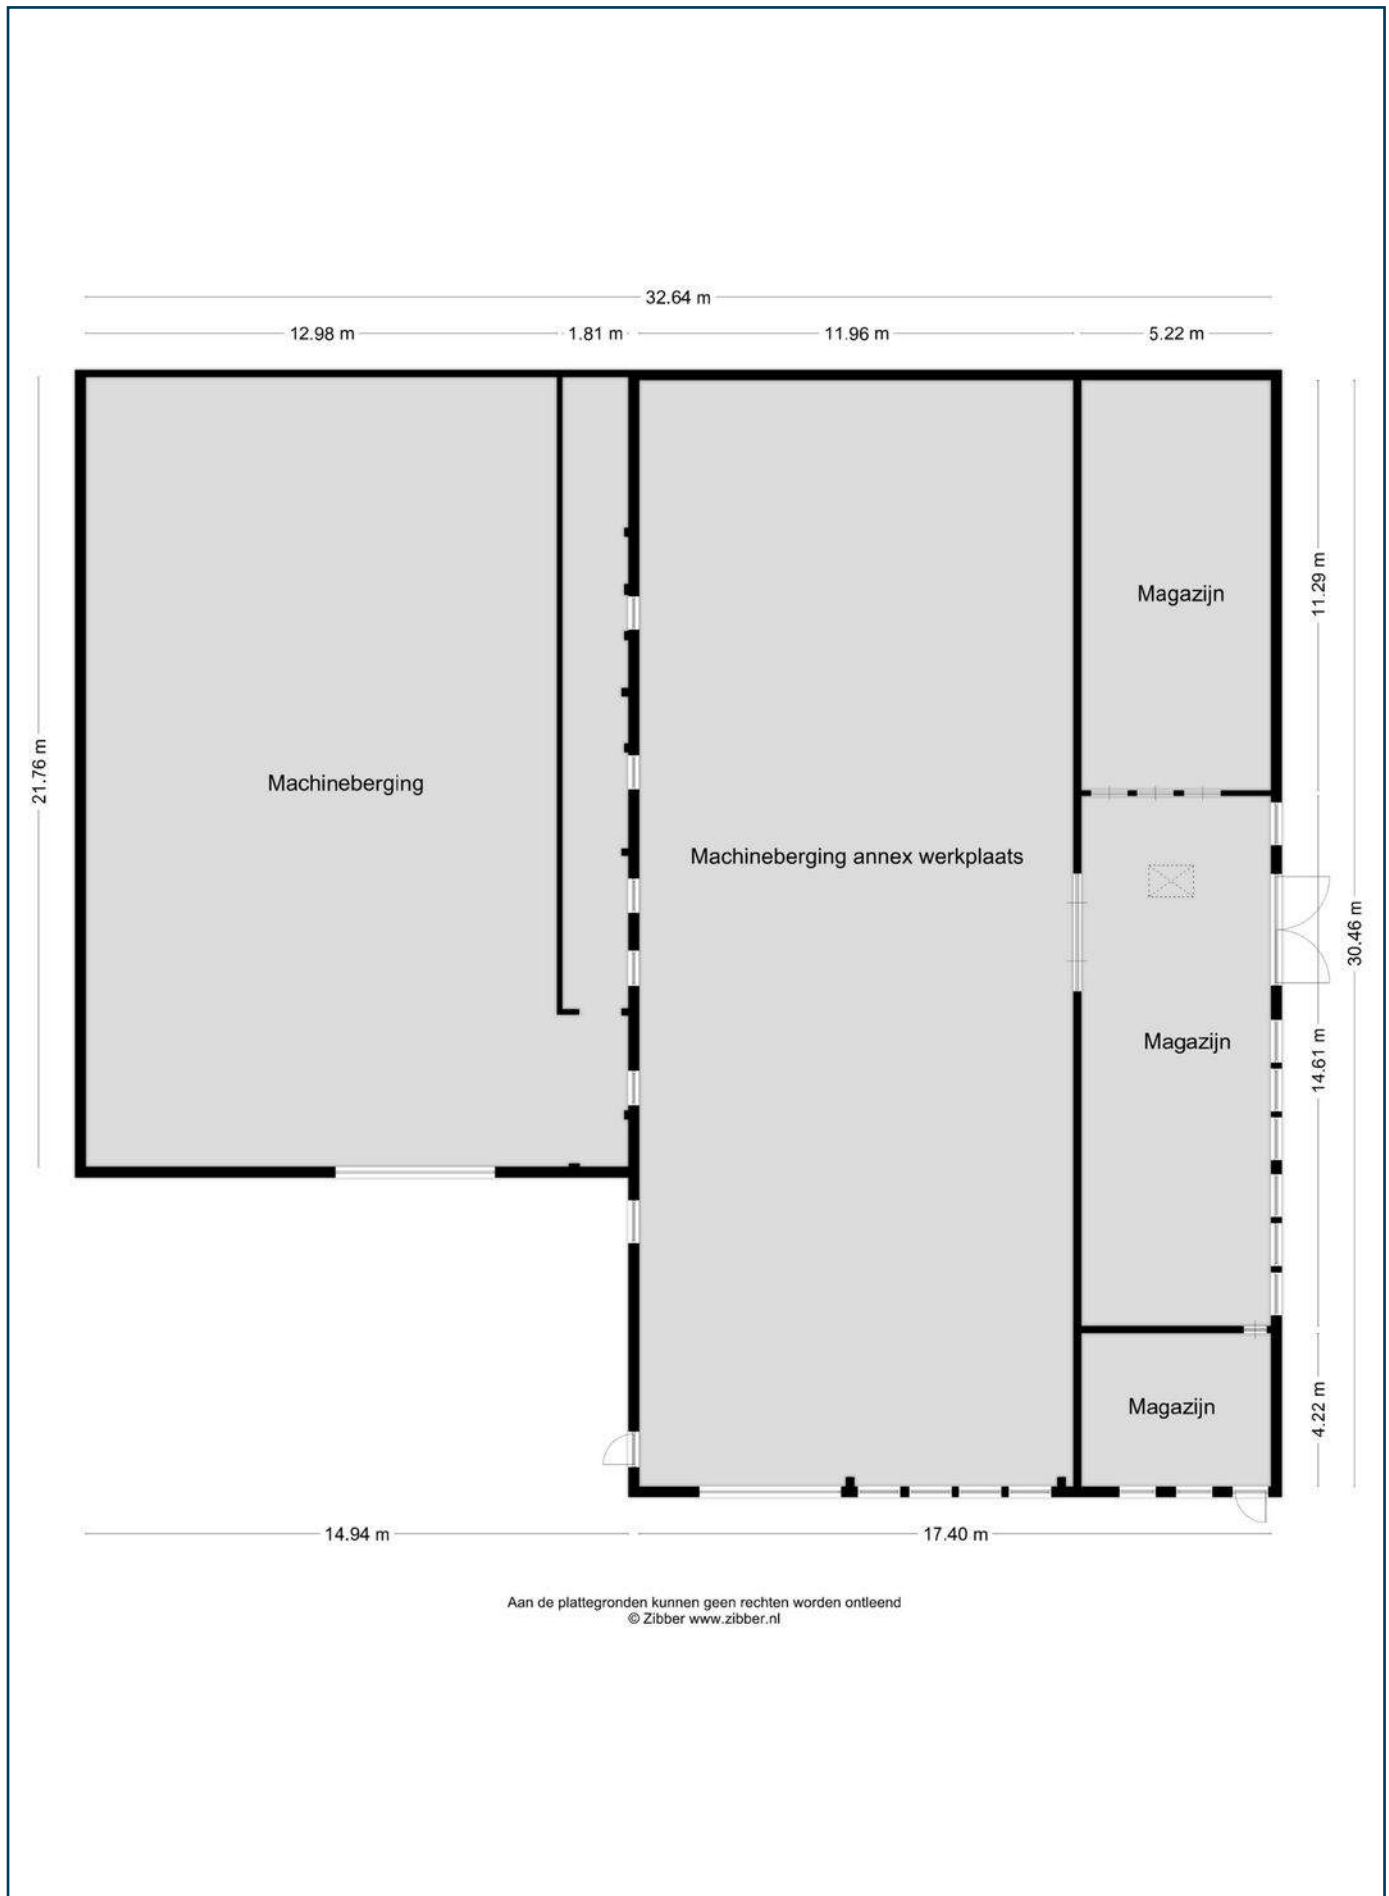 32.64 m
12.98 m 1.81 m 11.96 m 5.22 m
11.29 m
Magazijn
21.76 m
Machineberging
Machineberging annex werkplaats
30.46 m
Magazijn
14.61 m
4.22 m
Magazijn
14.94 m 17.40 m
Aan de plattegronden kunnen geen rechten worden ontleend
© Zibber www.zibber.nl